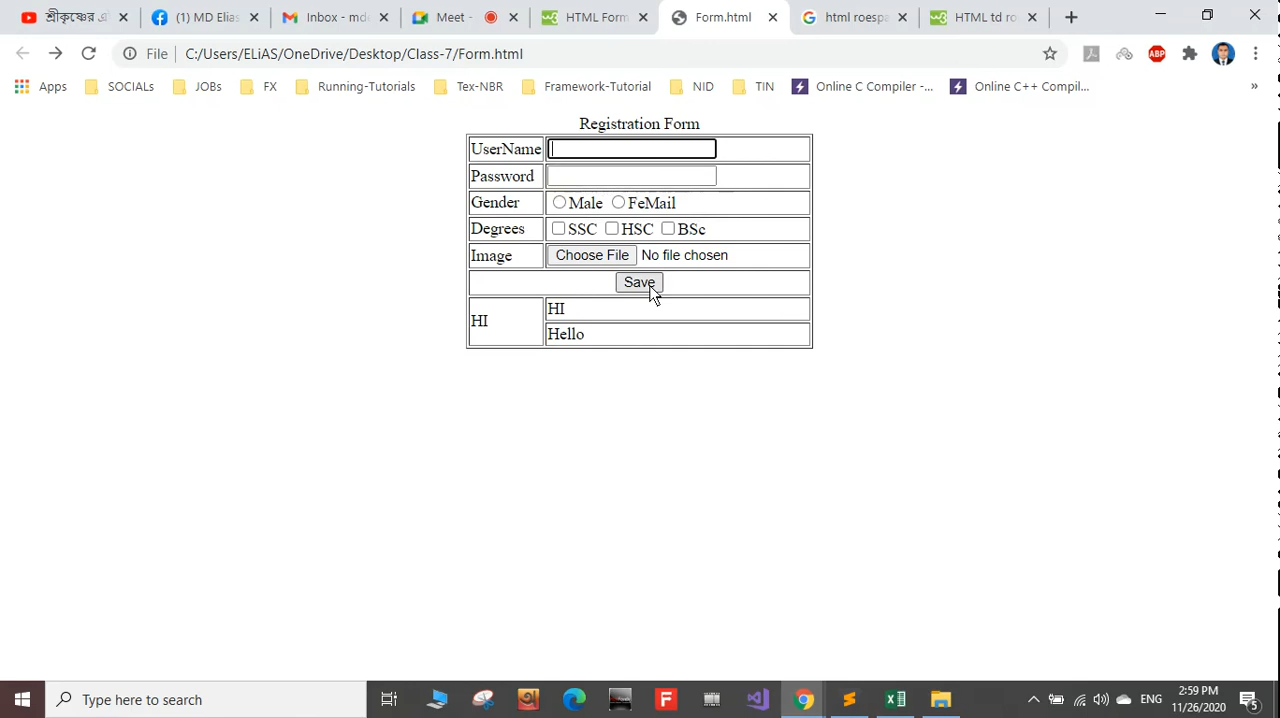 শ্রীকৃষ্ণের এ
MD Elias
Inbox - mde
Meet -
HTML Form
Form.html
html roespa
HTML td ro
File C:/Users/ELiAS/OneDrive/Desktop/Class-7/Form.html
Apps SOCIALs JOBs FX Running-Tutorials Tex-NBR Framework-Tutorial NID TIN Online C Compiler -... Online C++ Compil... »
Registration Form
UserName
Password
Gender Male FeMail
Degrees SSC HSC BSc
Image Choose File No file chosen
Save
HI HI
Hello
Type here to search
ENG
2:59 PM
11/26/2020
5